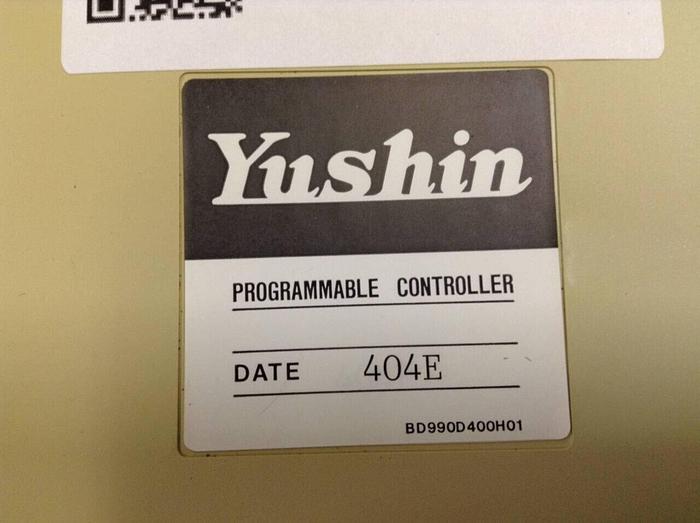 Yushin
PROGRAMMABLE CONTROLLER
DATE 404E
BD990D400H01